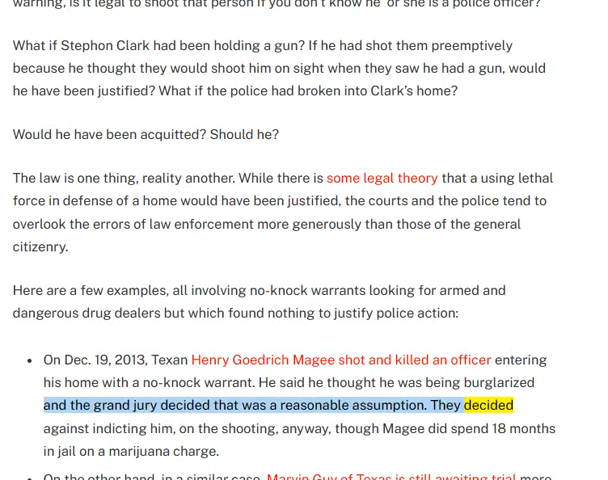 warning, is it legal to shoot that person if you don't know he or she is a police officer?
What if Stephon Clark had been holding a gun? If he had shot them preemptively
because he thought they would shoot him on sight when they saw he had a gun, would
he have been justified? What if the police had broken into Clark's home?
Would he have been acquitted? Should he?
The law is one thing, reality another. While there is some legal theory that a using lethal
force in defense of a home would have been justified, the courts and the police tend to
overlook the errors of law enforcement more generously than those of the general
citizenry.
Here are a few examples, all involving no-knock warrants looking for armed and
dangerous drug dealers but which found nothing to justify police action:
• On Dec. 19, 2013, Texan Henry Goedrich Magee shot and killed an officer entering
his home with a no-knock warrant. He said he thought he was being burglarized
and the grand jury decided that was a reasonable assumption. They decided
against indicting him, on the shooting, anyway, though Magee did spend 18 months
in jail on a marijuana charge.
• On the other hand, in a similar case, Marvin Guy of Texas is still awaiting trial more